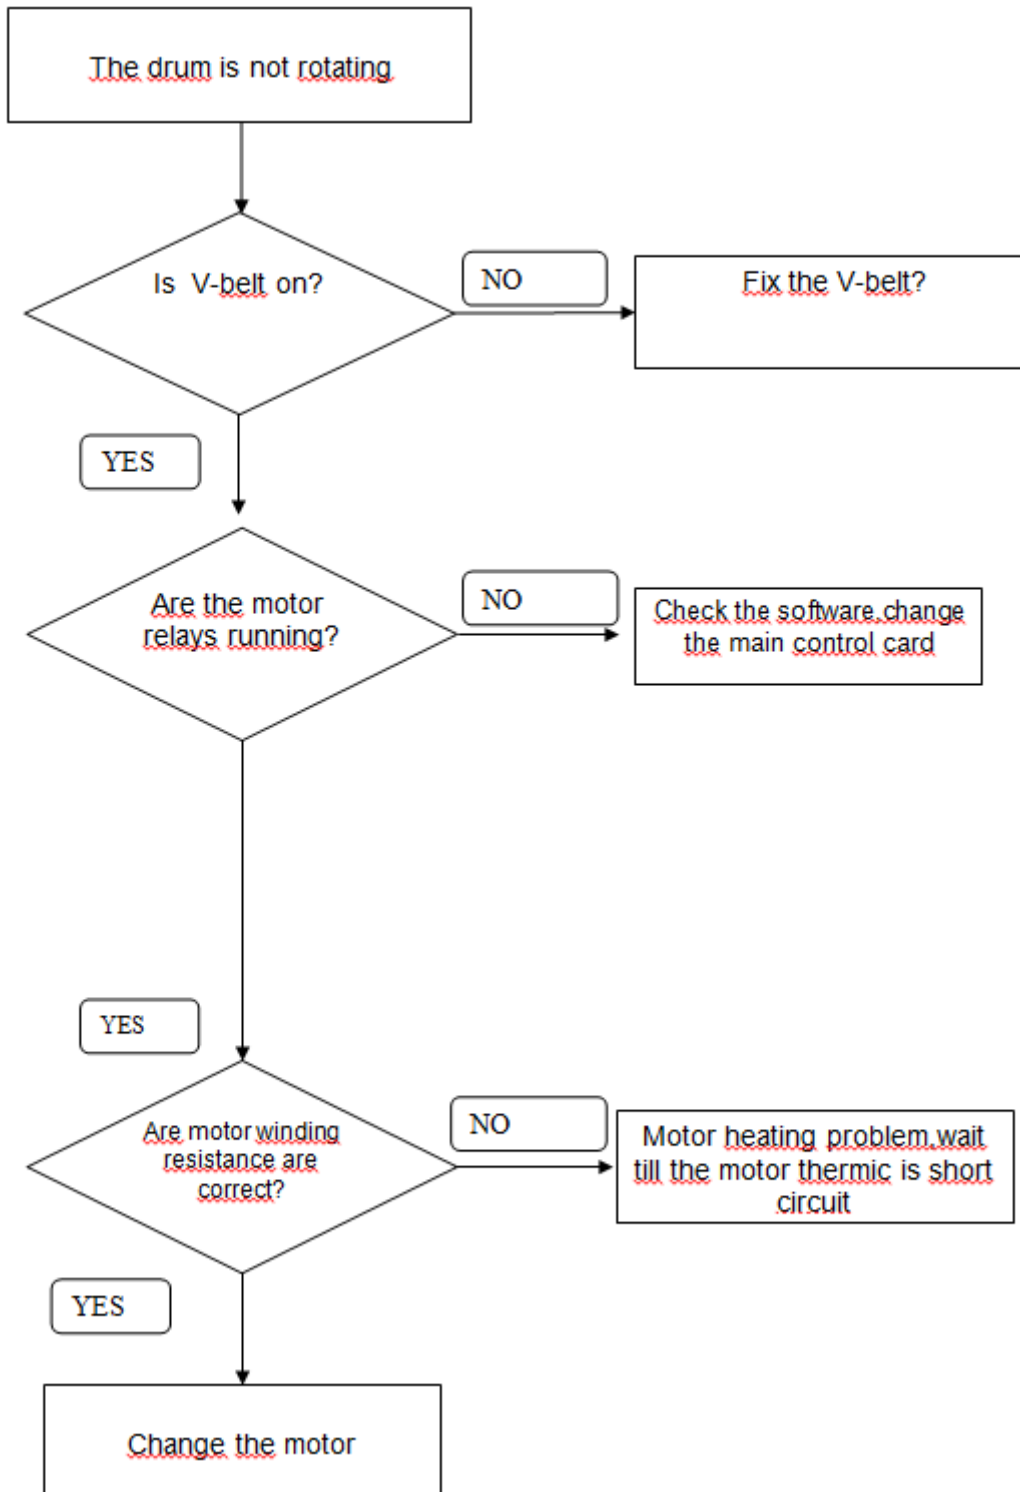 The drum is not rotating
Is V-belt on?
NO
Fix the V-belt?
YES
Are the motor
relays running?
NO
Check the software,change
the main control card
YES
Are motor winding
resistance are
correct?
NO
Motor heating problem,wait
till the motor thermic is short
circuit
YES
Change the motor